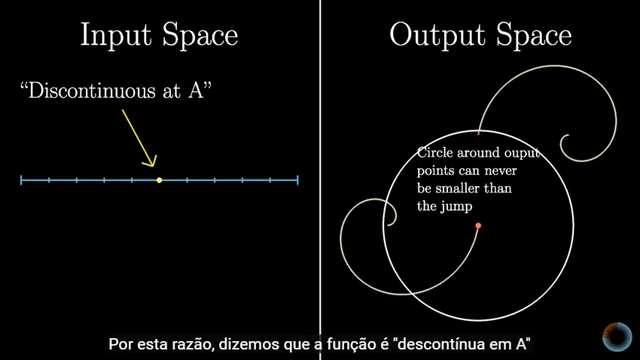 Input Space
Output Space
“Discontinuous at A”
Circle around ouput
points can never
be smaller than
the jump
Por esta razão, dizemos que a função é "descontínua em A"